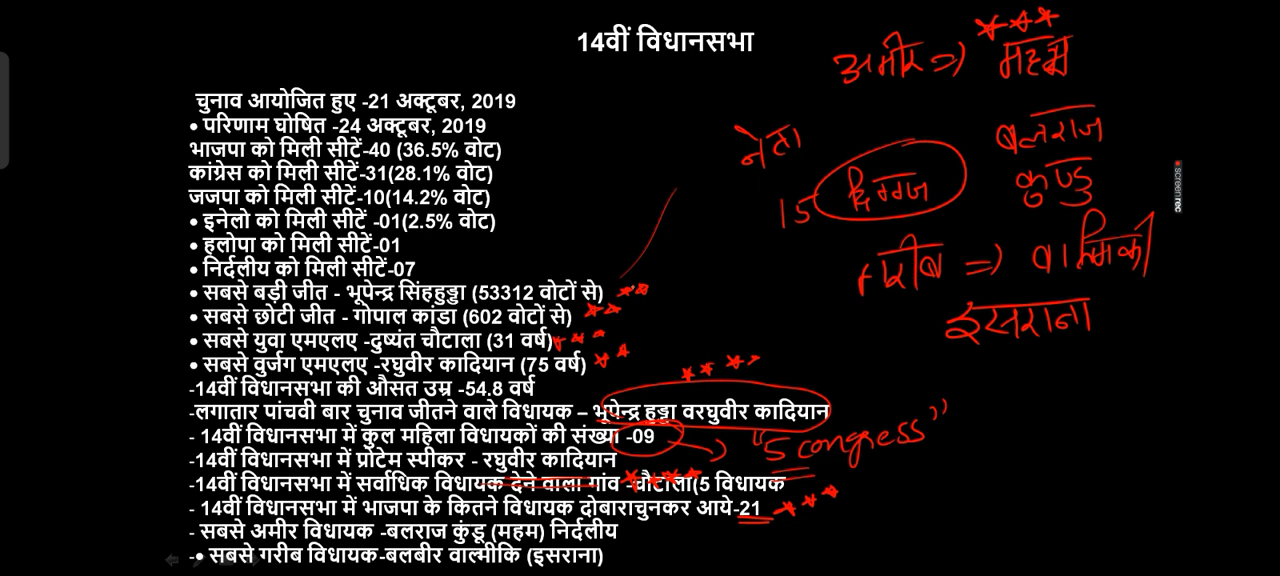 14वीं विधानसभा
चुनाव आयोजित हुए -21 अक्टूबर, 2019
• परिणाम घोषित -24 अक्टूबर, 2019
भाजपा को मिली सीटें-40 (36.5% वोट)
कांग्रेस को मिली सीटें-31(28.1% वोट)
जजपा को मिली सीटें-10(14.2% वोट)
• इनेलो को मिली सीटें -01(2.5% वोट)
• हलोपा को मिली सीटें-01
• निर्दलीय को मिली सीटें-07
• सबसे बड़ी जीत - भूपेन्द्र सिंहहुड्डा (53312 वोटों से)
• सबसे छोटी जीत - गोपाल कांडा (602 वोटों से)
• सबसे युवा एमएलए -दुष्यंत चौटाला (31 वर्ष)
• सबसे वुर्जग एमएलए -रघुवीर कादियान (75 वर्ष)
-14वीं विधानसभा की औसत उम्र -54.8 वर्ष
-लगातार पांचवी बार चुनाव जीतने वाले विधायक – भूपेन्द्र हुड्डा वरघुवीर कादियान
- 14वीं विधानसभा में कुल महिला विधायकों की संख्या -09
-14वीं विधानसभा में प्रोटेम स्पीकर - रघुवीर कादियान
-14वीं विधानसभा में सर्वाधिक विधायक देने वाला गांव -चौटाला(5 विधायक
- 14वीं विधानसभा में भाजपा के कितने विधायक दोबाराचुनकर आये-21
- सबसे अमीर विधायक -बलराज कुंडू (महम) निर्दलीय
-• सबसे गरीब विधायक-बलबीर वाल्मीकि (इसराना)
अमीर => महम
नेता
बलराज
15 दिग्गज
कुण्डु
गरीब => वाल्मिकी
इसराना
"5 congress"
screenrec